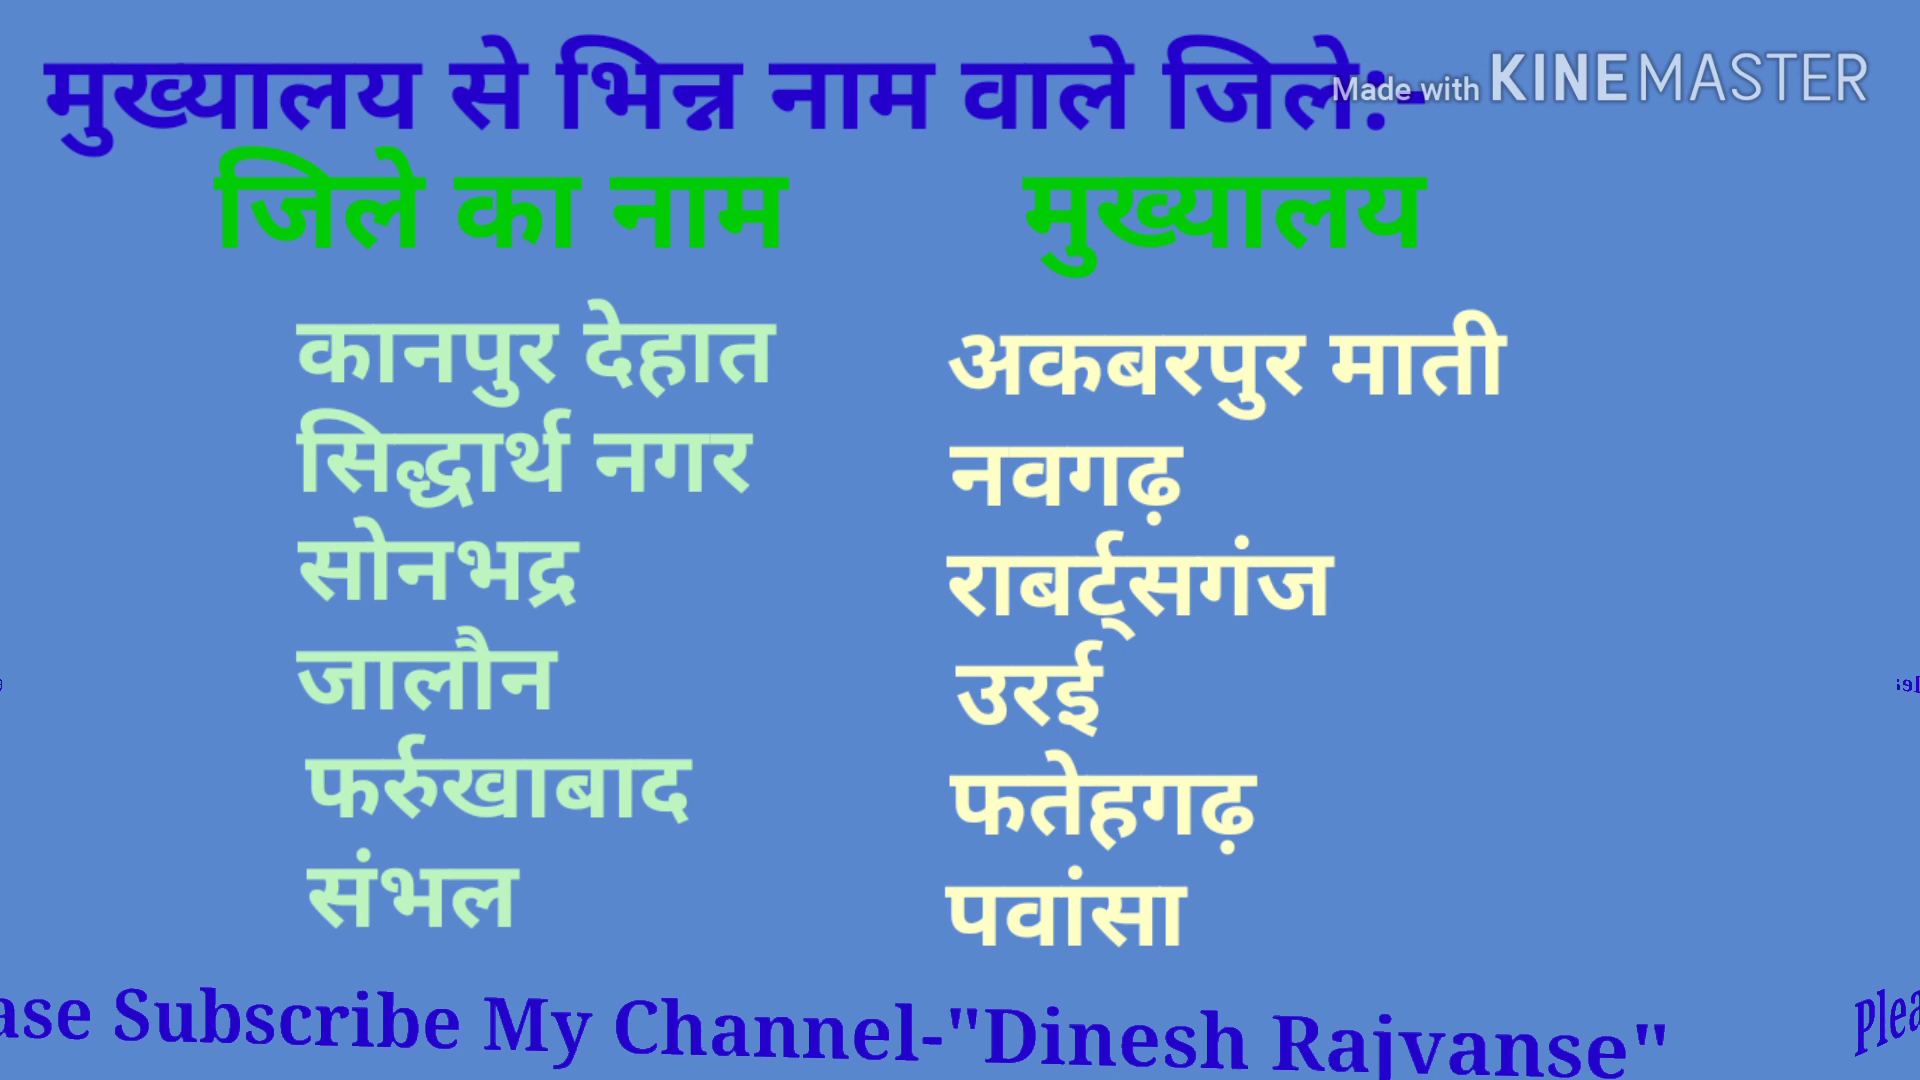 मुख्यालय से भिन्न नाम वाले जिले:-
Made with KINEMASTER
जिले का नाम मुख्यालय
कानपुर देहात अकबरपुर माती
सिद्धार्थ नगर नवगढ़
सोनभद्र राबर्ट्सगंज
जालौन उरई
फर्रुखाबाद फतेहगढ़
संभल पवांसा
ase Subscribe My Channel-"Dinesh Rajvanse" Plea